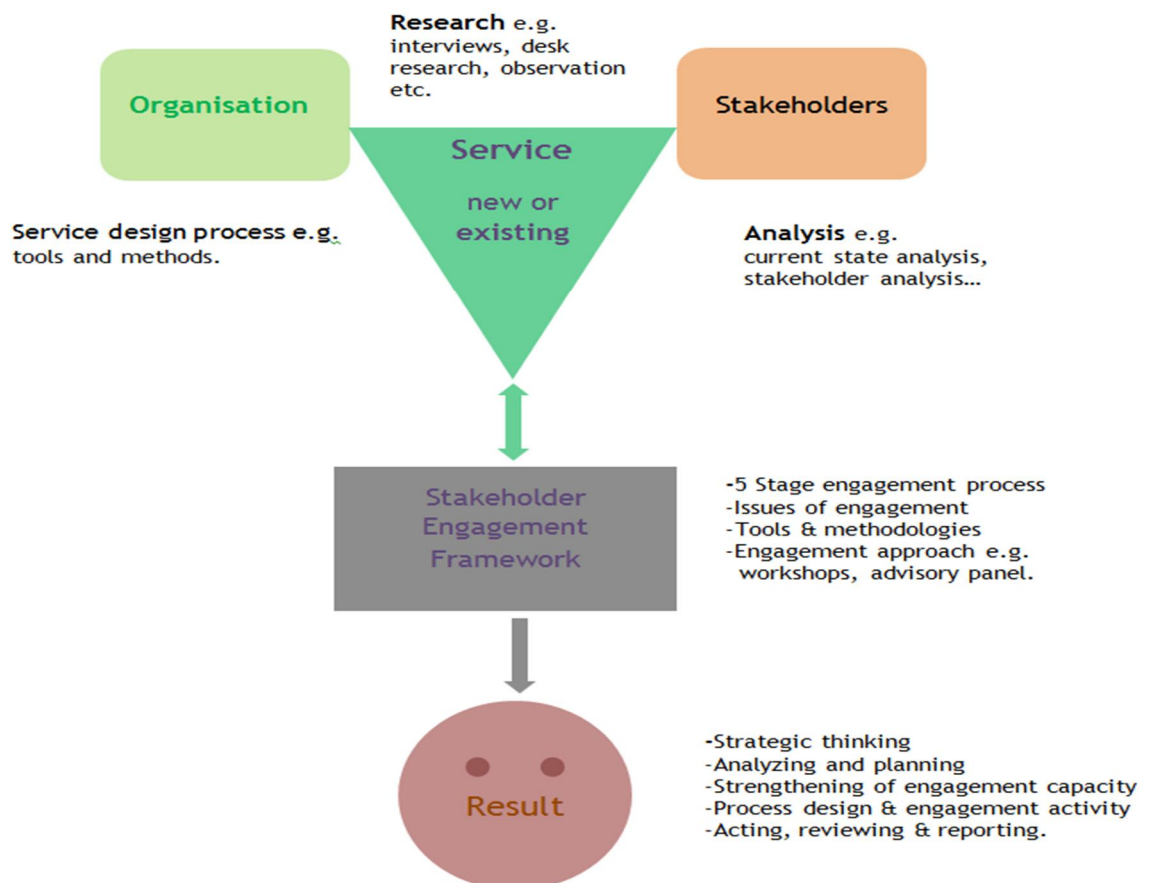 Research e.g.
interviews, desk
research, observation
etc.
Organisation
Stakeholders
Service
new or
existing
Service design process e.g.
tools and methods.
Analysis e.g.
current state analysis,
stakeholder analysis...
Stakeholder
Engagement
Framework
-5 Stage engagement process
-Issues of engagement
-Tools & methodologies
-Engagement approach e.g.
workshops, advisory panel.
Result
-Strategic thinking
-Analyzing and planning
-Strengthening of engagement capacity
-Process design & engagement activity
-Acting, reviewing & reporting.